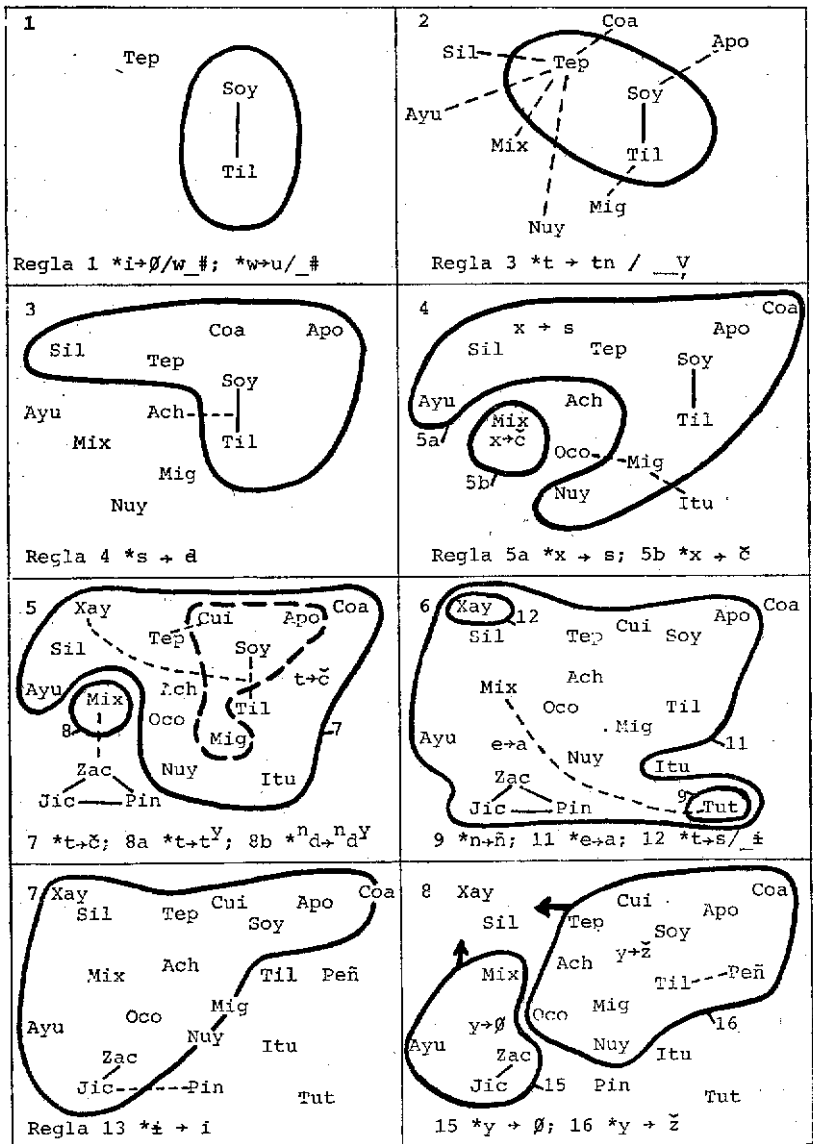 1
Tep
Soy
Til
Regla 1 *i→Ø/w_#; *w→u/_#
2
Coa
Sil
Tep
Apo
Soy
Ayu
Mix
Til
Mig
Nuy
Regla 3 *t → tn / __V̨
3
Coa
Apo
Sil
Tep
Soy
Ayu
Ach
Mix
Til
Mig
Nuy
Regla 4 *s → đ
4
Coa
x → s
Apo
Sil
Tep
Soy
Ayu
Ach
Mix
Til
5a
x→č
Oco
Mig
5b
Nuy
Itu
Regla 5a *x → s; 5b *x → č
5
Xay
Cui
Apo
Coa
Tep
Sil
Soy
Ayu
Ach
t→č
Mix
Til
Oco
8
Mig
7
Zac
Nuy
Itu
Jic
Pin
7 *t→č; 8a *t→tʸ; 8b *ⁿd→ⁿdʸ
6
Xay
12
Cui
Apo
Coa
Sil
Tep
Soy
Ach
Mix
Oco
Til
Mig
Ayu
e→a
11
Nuy
Itu
Zac
9
Jic
Pin
Tut
9 *n→ñ; 11 *e→a; 12 *t→s/_ɨ
7
Xay
Cui
Apo
Coa
Sil
Tep
Soy
Ach
Mix
Til
Peñ
Mig
Oco
Ayu
Nuy
Itu
Zac
Jic
Pin
Tut
Regla 13 *ɨ → i
8
Xay
Coa
Cui
Apo
Sil
Tep
Soy
y→ž
Mix
Ach
Til
Peñ
Oco
Mig
Ayu
y→Ø
16
Nuy
Itu
Zac
Jic
15
Pin
Tut
15 *y → Ø; 16 *y → ž